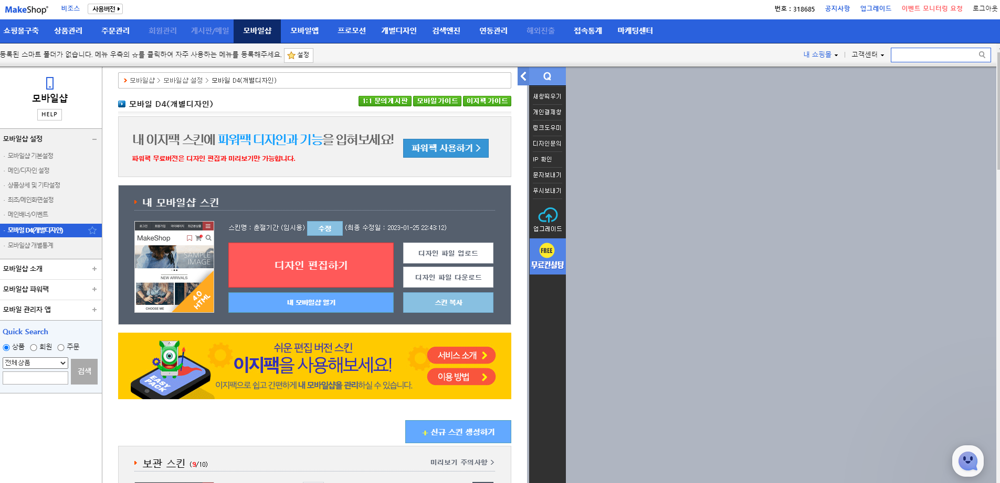 MakeShop 비조스 사용버전 번호 : 318685 공지사항 업그레이드 이벤트 모니터링 요청 로그아웃
쇼핑몰구축 상품관리 주문관리 회원관리 게시판/메일 모바일샵 모바일앱 프로모션 개별디자인 검색엔진 연동관리 해외진출 접속통계 마케팅센터
등록된 스마트 폴더가 없습니다. 메뉴 우측의 ☆를 클릭하여 자주 사용하는 메뉴를 등록해주세요. 설정 내 쇼핑몰 고객센터
모바일샵
HELP
모바일샵 설정
· 모바일샵 기본설정
· 메인/디자인 설정
· 상품상세 및 기타설정
· 최초/메인화면설정
· 메인배너/이벤트
· 모바일 D4(개별디자인)
· 모바일샵 개별통계
모바일샵 소개
모바일샵 파워팩
모바일 관리자 앱
Quick Search
상품 회원 주문
전체상품
검색
모바일샵 > 모바일샵 설정 > 모바일 D4(개별디자인)
모바일 D4(개별디자인)
1:1 문의게시판 모바일가이드 이지팩 가이드
내 이지팩 스킨에 파워팩 디자인과 기능을 입혀보세요!
파워팩 무료버전은 디자인 편집과 미리보기만 가능합니다.
파워팩 사용하기 >
내 모바일샵 스킨
로그인 회원가입 마이페이지 최근본상품
MakeShop
SAMPLE
IMAGE
NEW ARRIVALS
4.0
HTML
CHOOSE ME
스킨명 : 춘절기간 (임시용) 수정 (최종 수정일 : 2023-01-25 22:43:12)
디자인 편집하기
디자인 파일 업로드
디자인 파일 다운로드
내 모바일샵 열기
스킨 복사
EASY
PACK
쉬운 편집 버전 스킨
이지팩을 사용해보세요!
이지팩으로 쉽고 간편하게 내 모바일샵을 관리하실 수 있습니다.
서비스 소개
이용 방법
+ 신규 스킨 생성하기
보관 스킨 (9/10)
미리보기 주의사항 >
Q
새창띄우기
개인결제창
링크도우미
디자인문의
IP 확인
문자보내기
푸시보내기
업그레이드
FREE
무료컨설팅